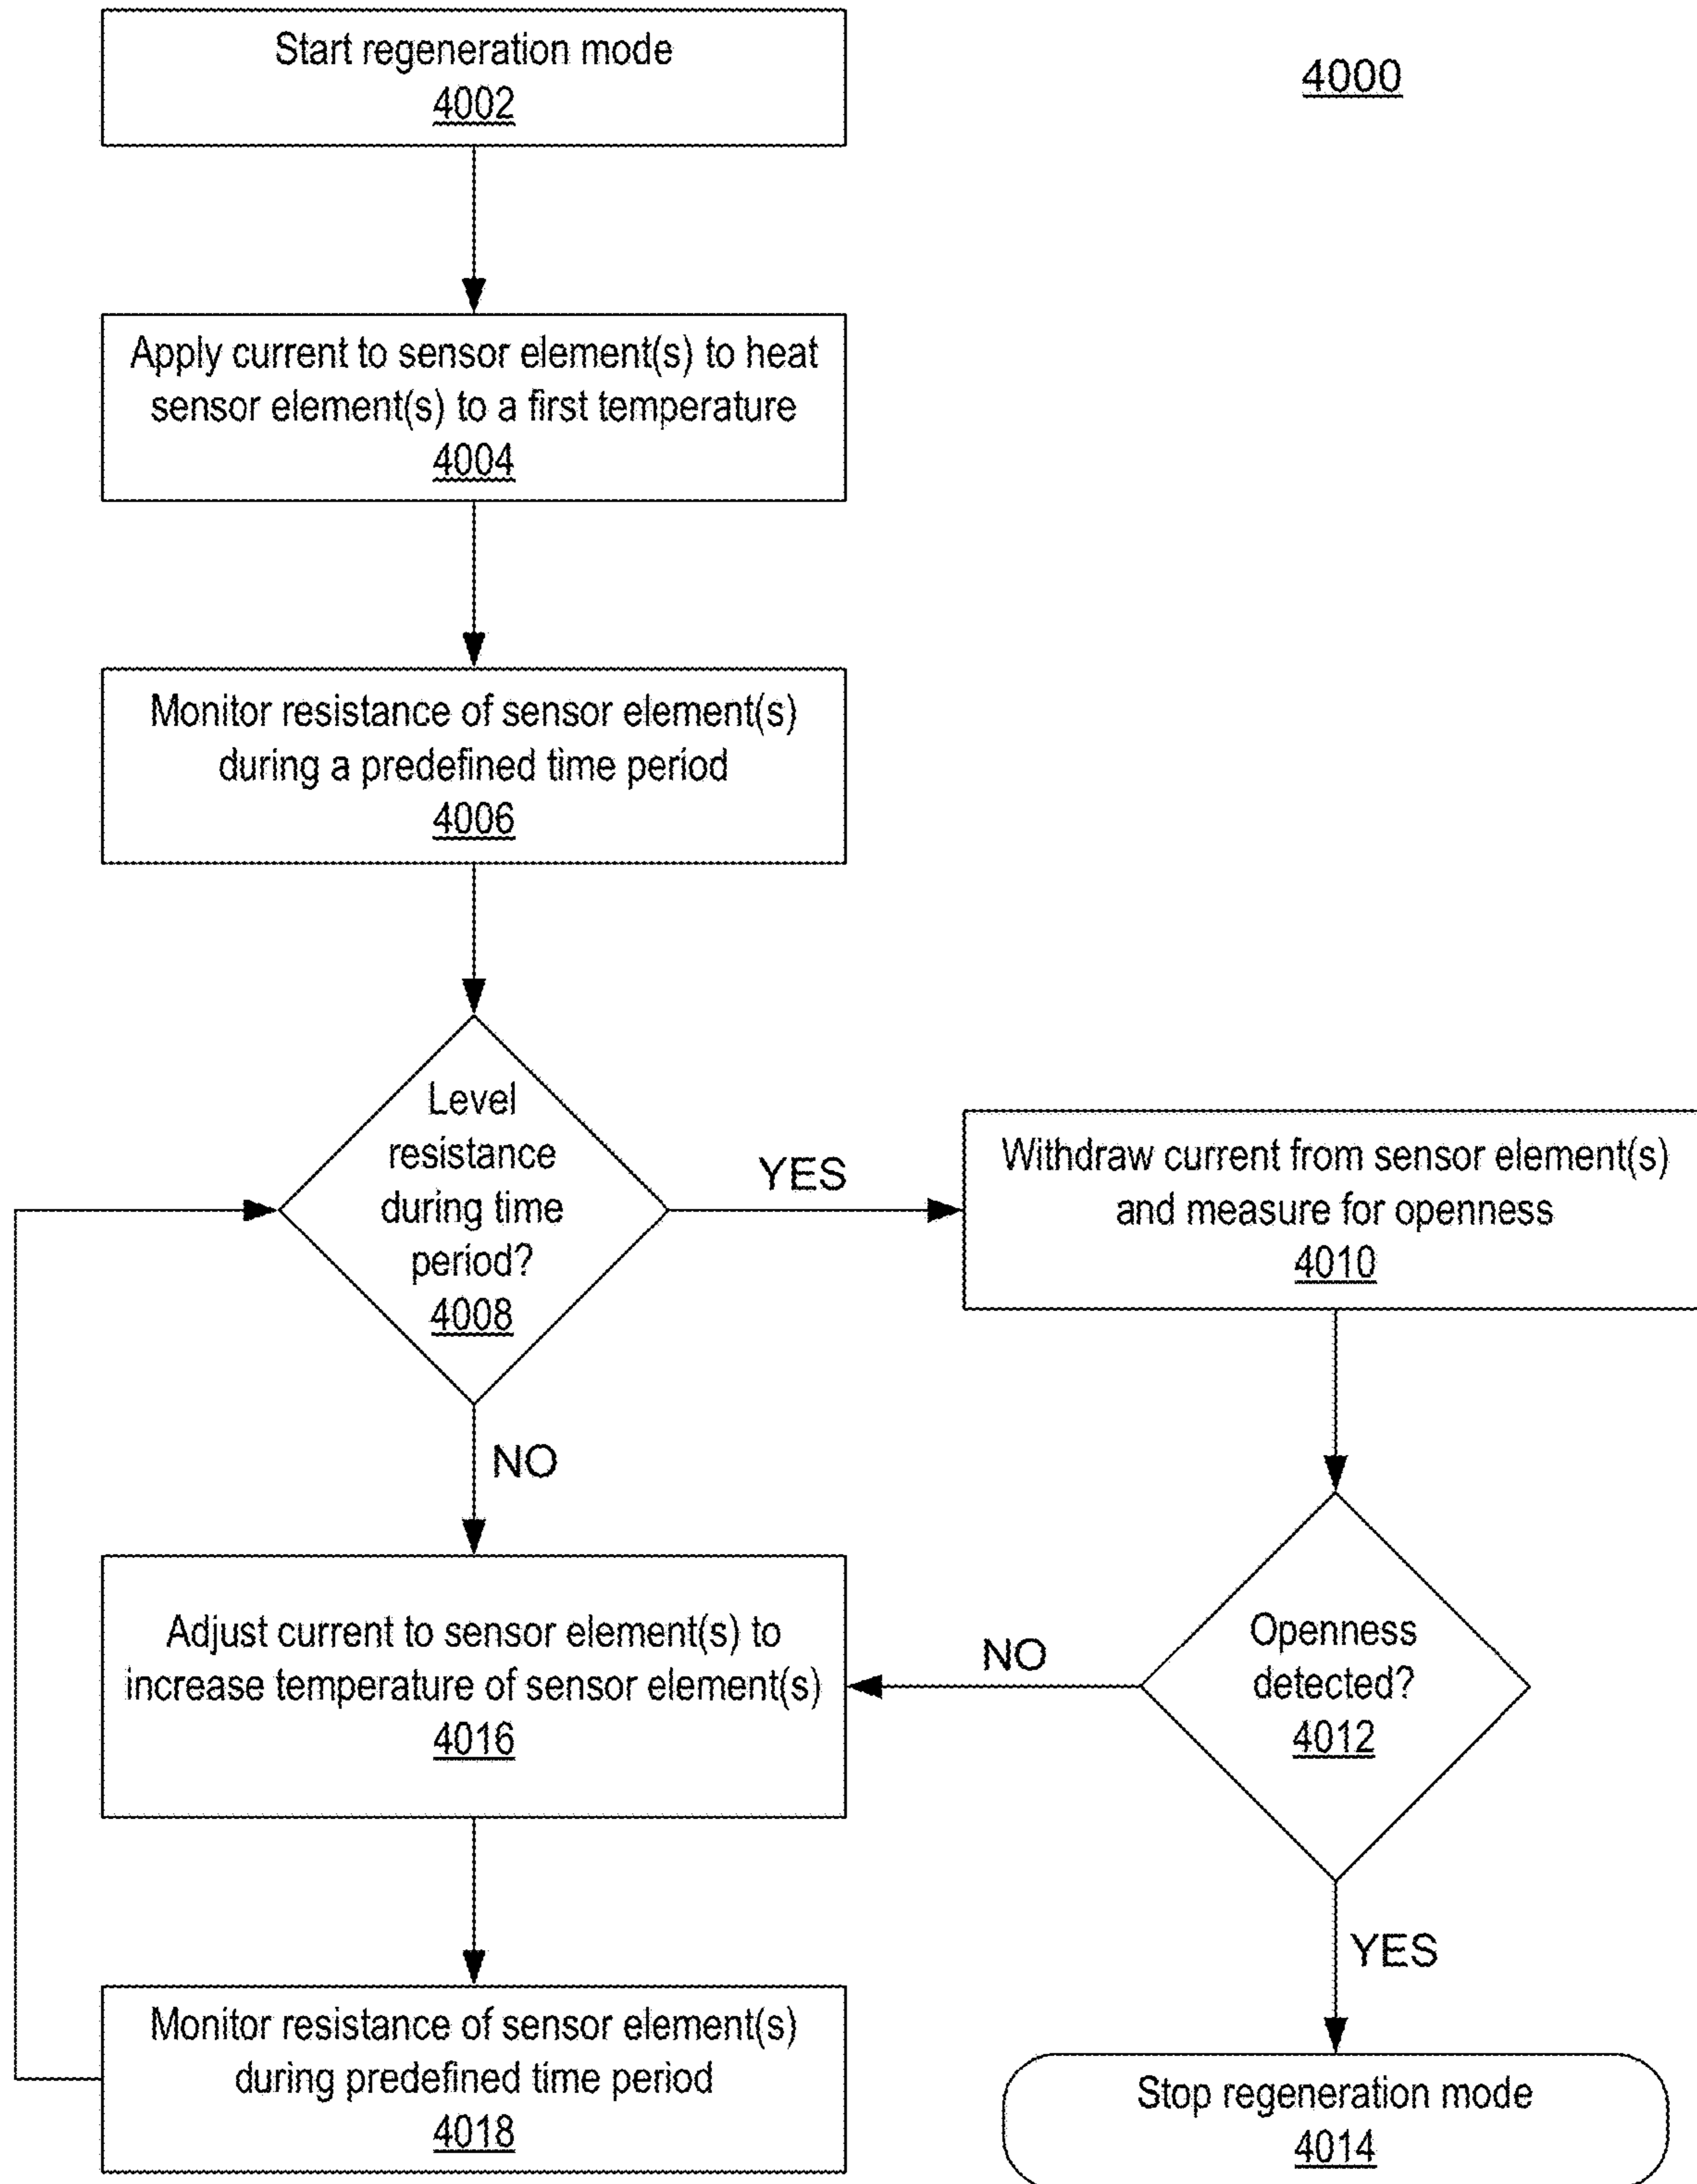 Start regeneration mode
4002
4000
Apply current to sensor element(s) to heat
sensor element(s) to a first temperature
4004
Monitor resistance of sensor element(s)
during a predefined time period
4006
Level
resistance
during time
period?
4008
YES
Withdraw current from sensor element(s)
and measure for openness
4010
NO
Adjust current to sensor element(s) to
increase temperature of sensor element(s)
4016
NO
Openness
detected?
4012
YES
Monitor resistance of sensor element(s)
during predefined time period
4018
Stop regeneration mode
4014